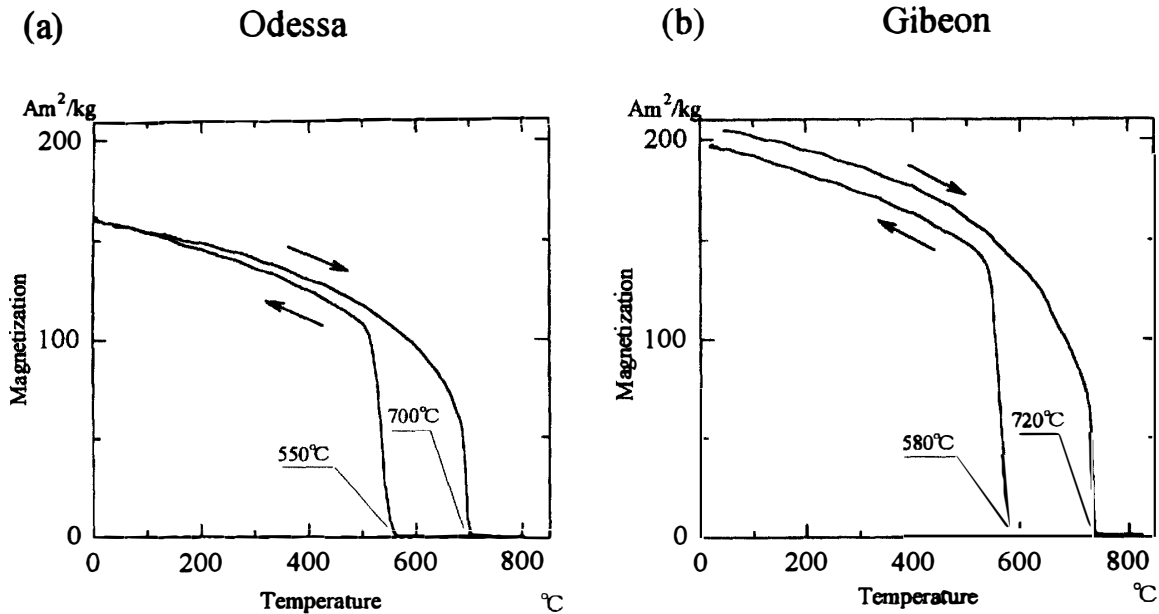 (a) Odessa
Am²/kg
200
100
0
Magnetization
700℃
550℃
0 200 400 600 800
Temperature ℃
(b) Gibeon
Am²/kg
200
100
0
Magnetization
580℃
720℃
0 200 400 600 800
Temperature ℃